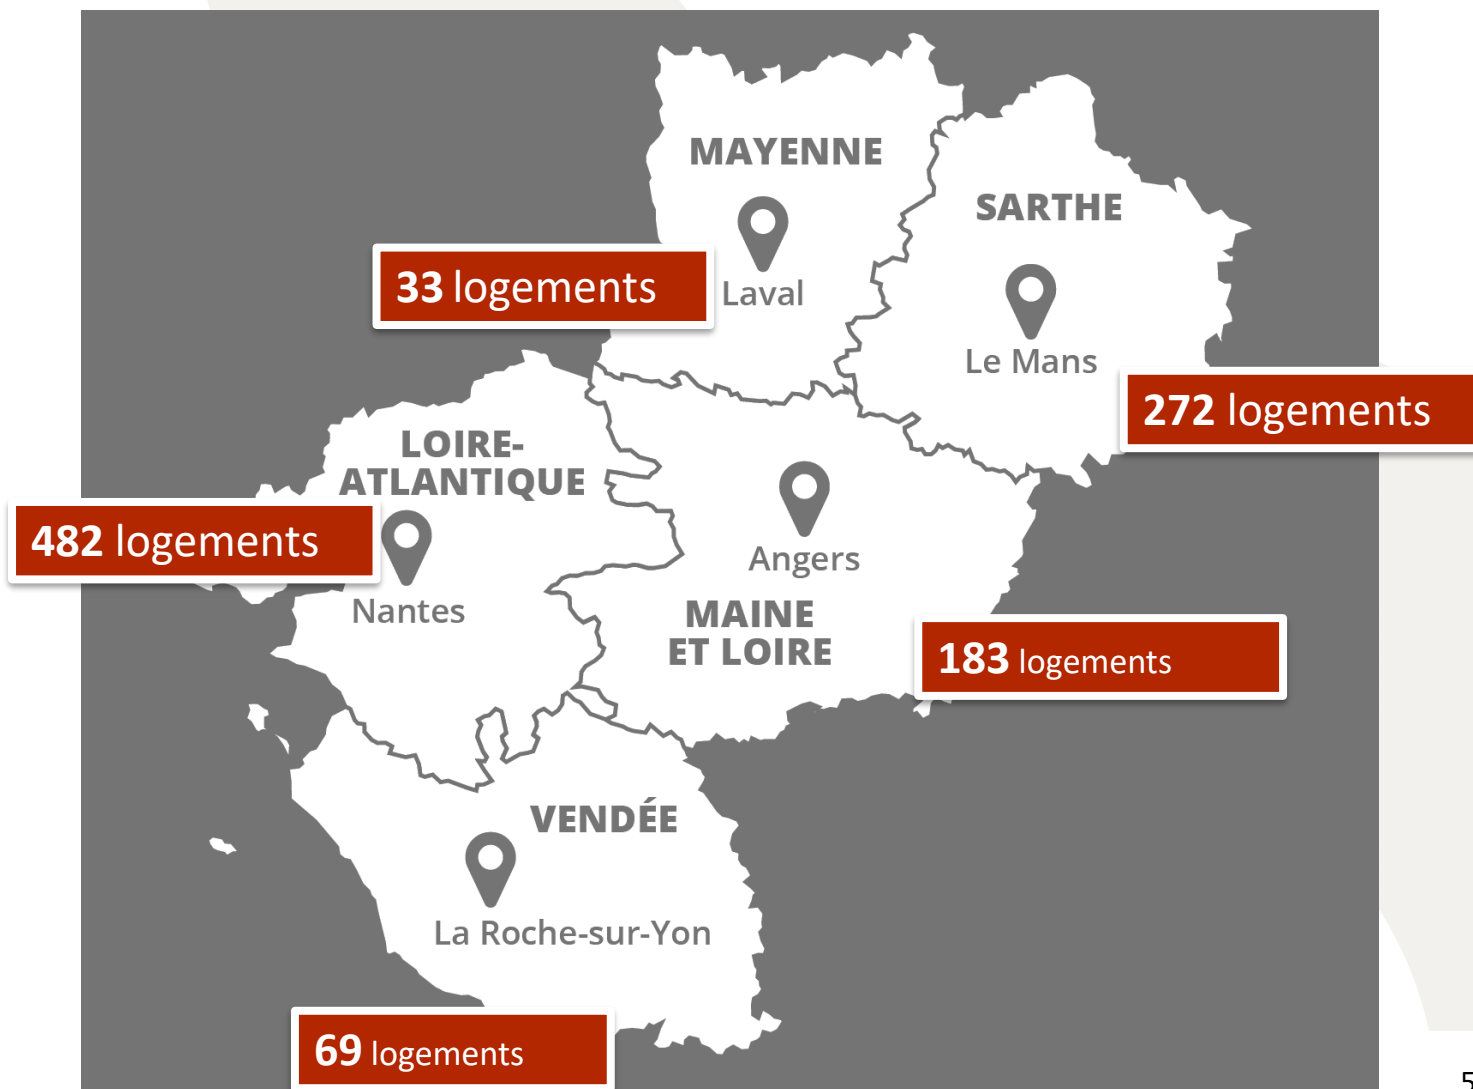 MAYENNE
SARTHE
33 logements
Laval
Le Mans
272 logements
LOIRE-
ATLANTIQUE
482 logements
Angers
Nantes
MAINE
ET LOIRE
183 logements
VENDÉE
La Roche-sur-Yon
69 logements
5